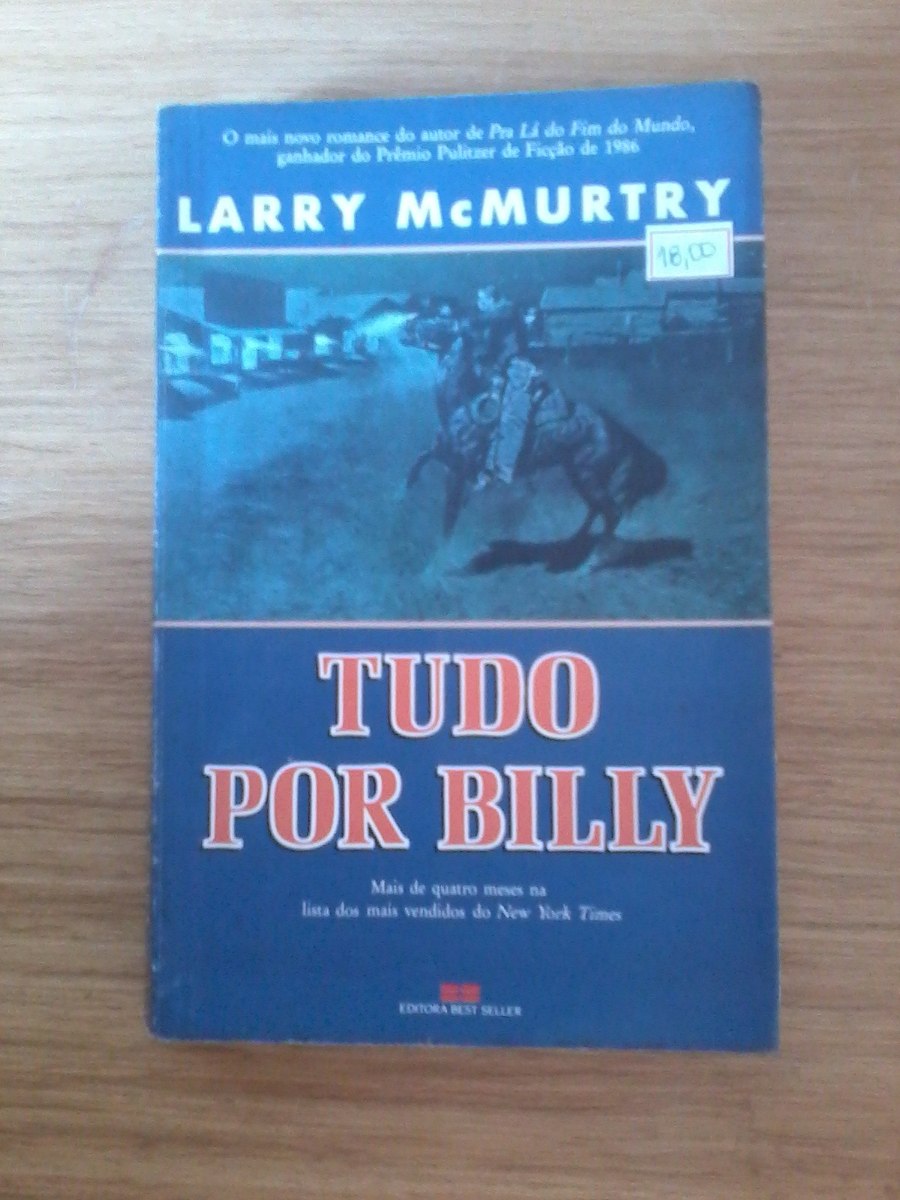 O mais novo romance do autor de Pra Lá do Fim do Mundo,
ganhador do Prêmio Pulitzer de Ficção de 1986
LARRY McMURTRY
18,00
TUDO
POR BILLY
Mais de quatro meses na
lista dos mais vendidos do New York Times
EDITORA BEST SELLER